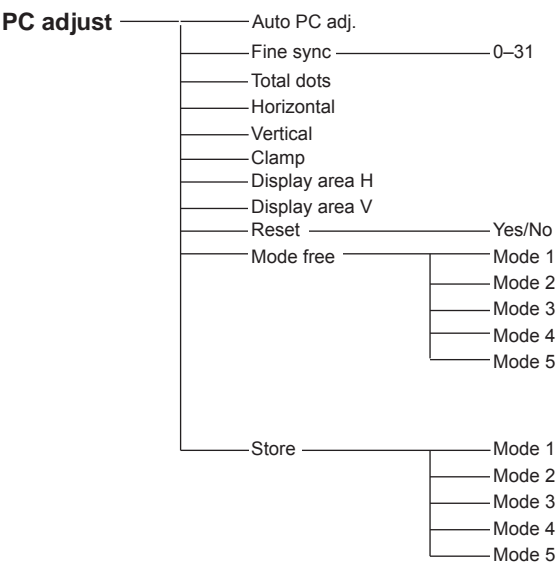 PC adjust Auto PC adj.
Fine sync 0–31
Total dots
Horizontal
Vertical
Clamp
Display area H
Display area V
Reset Yes/No
Mode free Mode 1
Mode 2
Mode 3
Mode 4
Mode 5
Store Mode 1
Mode 2
Mode 3
Mode 4
Mode 5